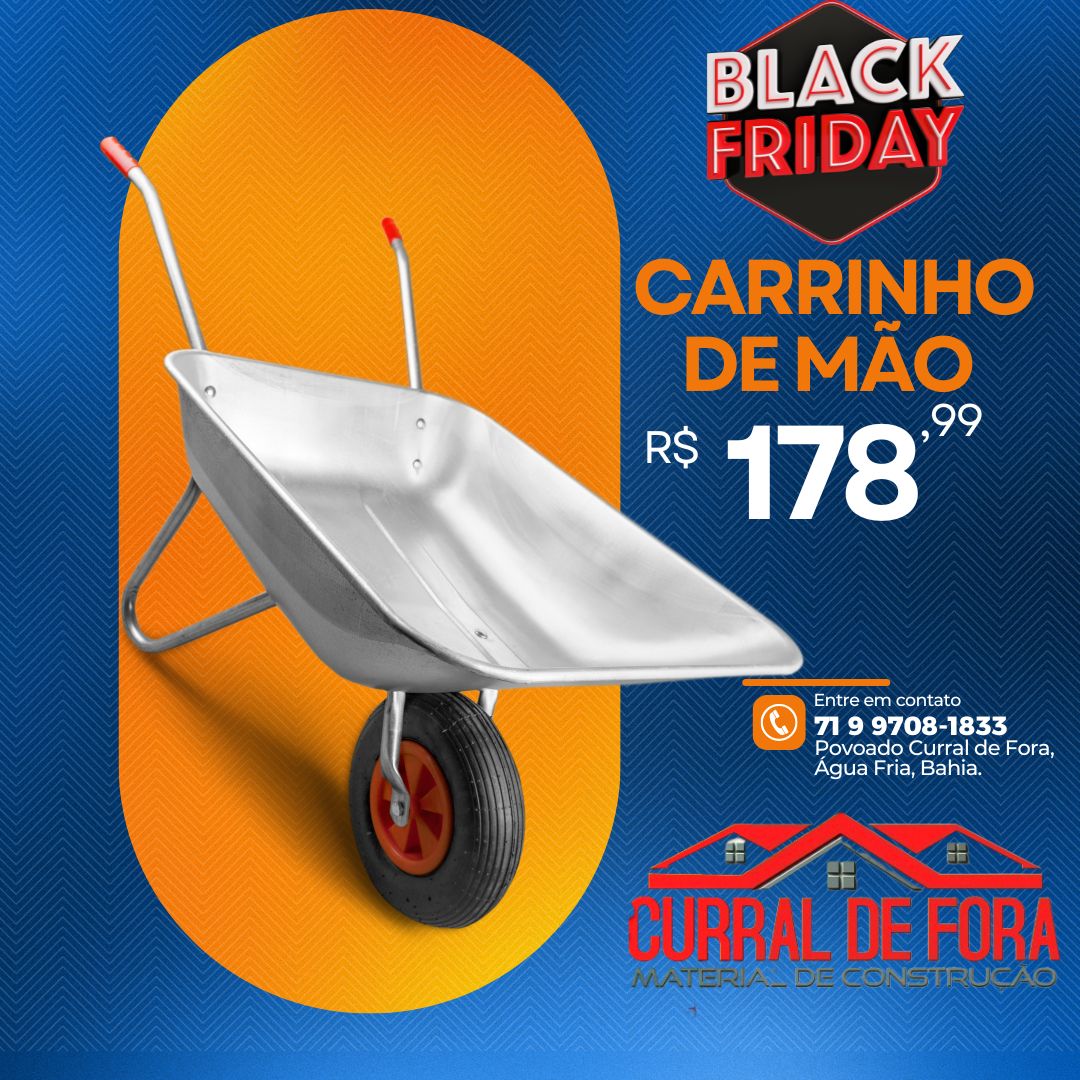 BLACK
FRIDAY
CARRINHO
DE MÃO
R$ 178,99
Entre em contato
71 9 9708-1833
Povoado Curral de Fora,
Água Fria, Bahia.
CURRAL DE FORA
MATERIAL DE CONSTRUÇÃO